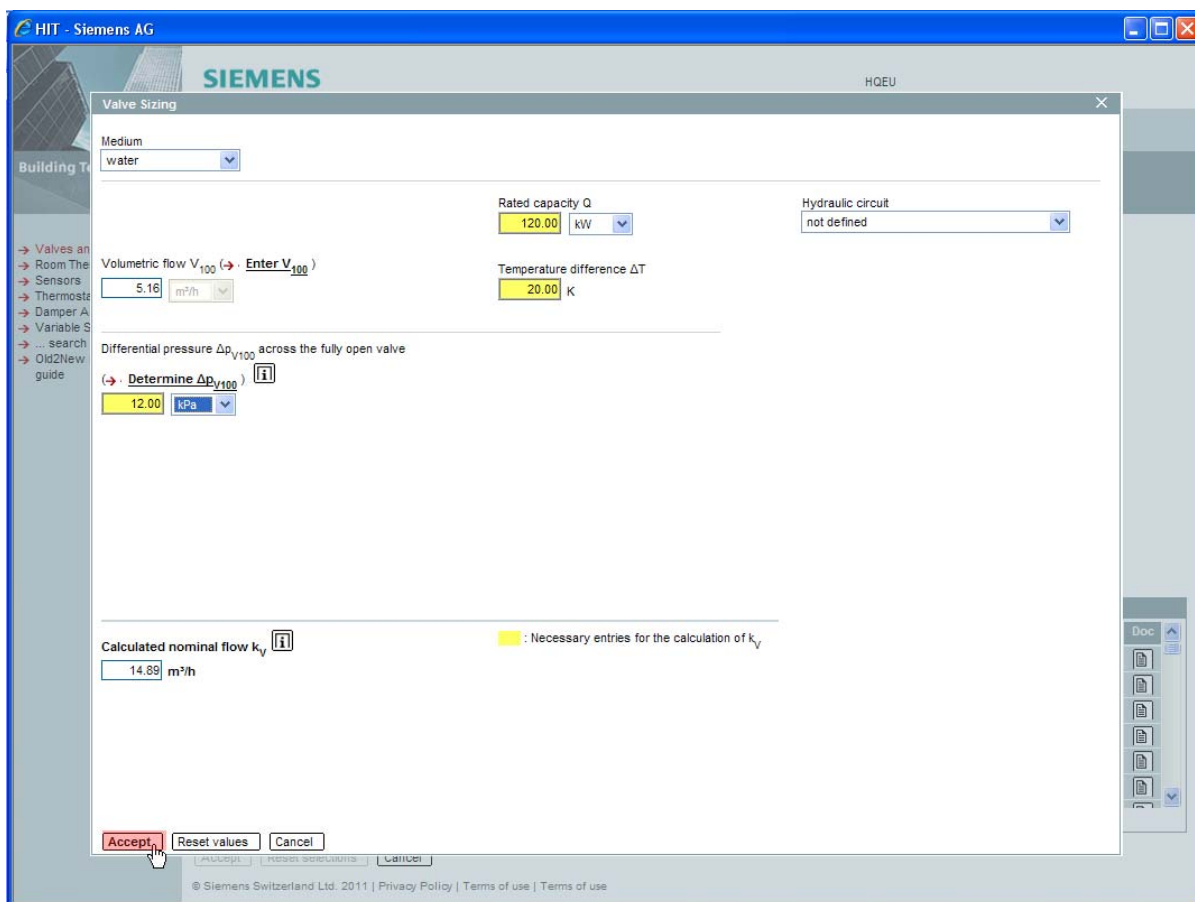 HIT - Siemens AG
SIEMENS
HQEU
Valve Sizing
Medium
water
Building Te
Rated capacity Q
Hydraulic circuit
120.00 kW
not defined
→ Valves an
→ Room The
→ Sensors
→ Thermosta
→ Damper A
→ Variable S
→ ... search
→ Old2New
guide
Volumetric flow V100 (→ · Enter V100 )
Temperature difference ΔT
5.16 m³/h
20.00 K
Differential pressure ΔpV100 across the fully open valve
(→ · Determine ΔpV100 ) i
12.00 kPa
Calculated nominal flow kV i
: Necessary entries for the calculation of kV
14.89 m³/h
Doc
Accept Reset values Cancel
Accept Reset selections Cancel
© Siemens Switzerland Ltd. 2011 | Privacy Policy | Terms of use | Terms of use